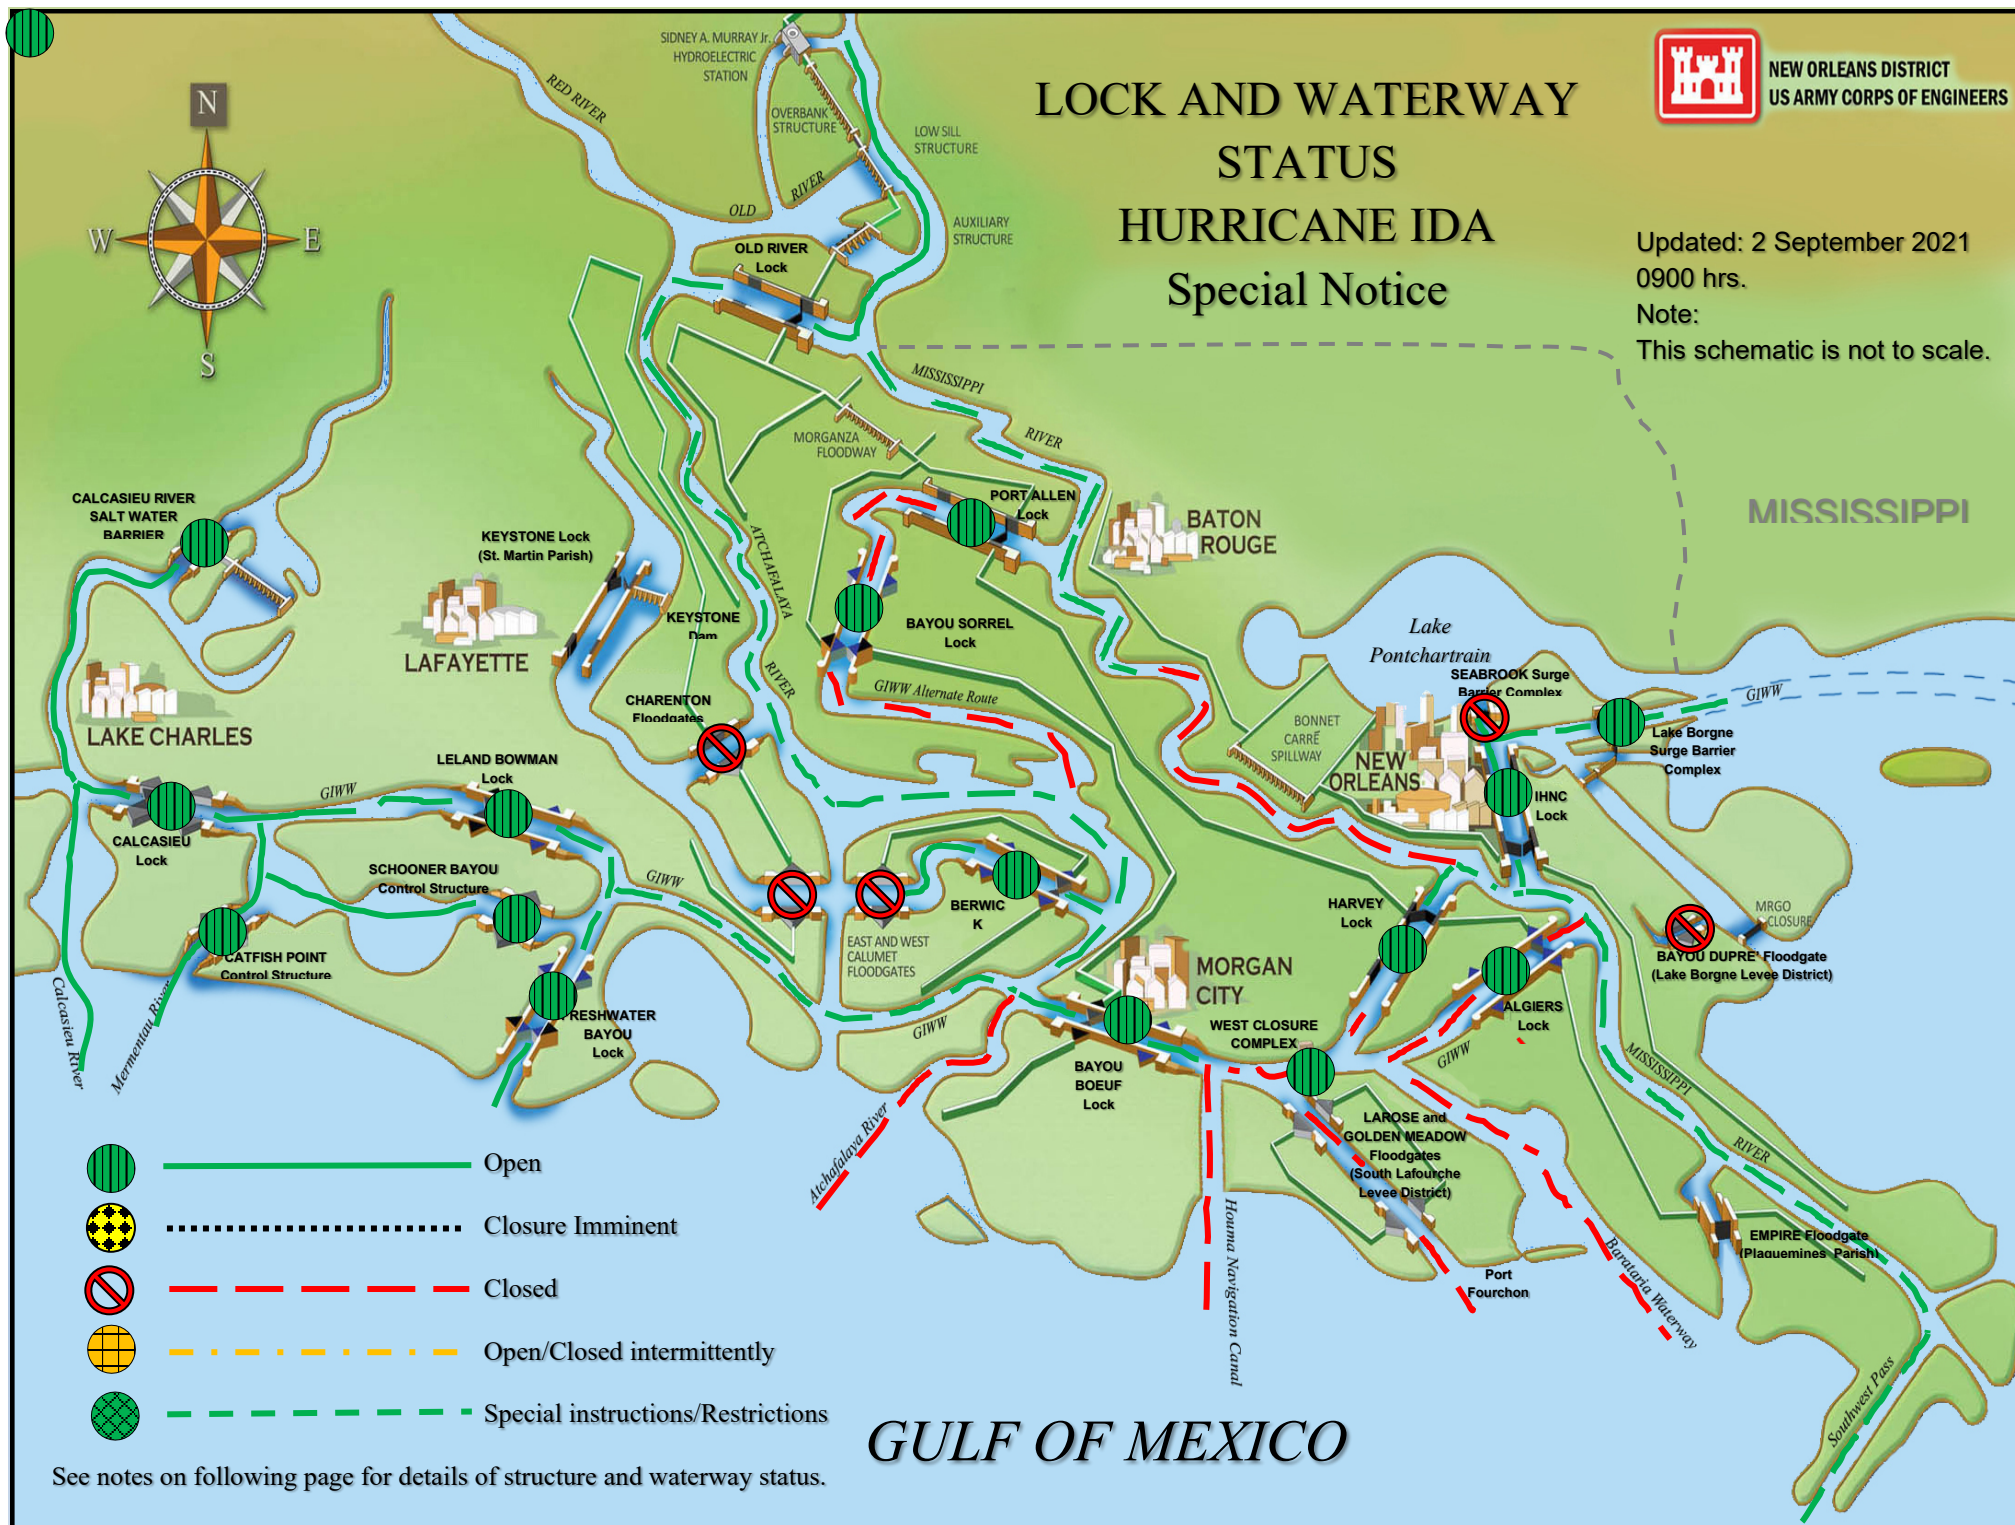 SIDNEY A. MURRAY Jr.
HYDROELECTRIC
STATION
RED RIVER
OVERBANK
STRUCTURE
LOW SILL
STRUCTURE
OLD
RIVER
AUXILIARY
STRUCTURE
LOCK AND WATERWAY
STATUS
HURRICANE IDA
Special Notice
NEW ORLEANS DISTRICT
US ARMY CORPS OF ENGINEERS
Updated: 2 September 2021
0900 hrs.
Note:
This schematic is not to scale.
N
W
E
S
OLD RIVER
Lock
MISSISSIPPI
RIVER
MORGANZA
FLOODWAY
MISSISSIPPI
CALCASIEU RIVER
SALT WATER
BARRIER
KEYSTONE Lock
(St. Martin Parish)
KEYSTONE
Dam
ATCHAFALAYA
RIVER
PORT ALLEN
Lock
BATON
ROUGE
BAYOU SORREL
Lock
LAFAYETTE
LAKE CHARLES
CHARENTON
Floodgates
GIWW Alternate Route
Lake
Pontchartrain
SEABROOK Surge
Barrier Complex
GIWW
BONNET
CARRÉ
SPILLWAY
NEW
ORLEANS
Lake Borgne
Surge Barrier
Complex
IHNC
Lock
LELAND BOWMAN
Lock
GIWW
CALCASIEU
Lock
SCHOONER BAYOU
Control Structure
GIWW
BERWIC
K
HARVEY
Lock
MRGO
CLOSURE
EAST AND WEST
CALUMET
FLOODGATES
CATFISH POINT
Control Structure
BAYOU DUPRE' Floodgate
(Lake Borgne Levee District)
MORGAN
CITY
ALGIERS
Lock
FRESHWATER
BAYOU
Lock
Calcasieu River
Mermentau River
GIWW
WEST CLOSURE
COMPLEX
GIWW
BAYOU
BOEUF
Lock
MISSISSIPPI
RIVER
LAROSE and
GOLDEN MEADOW
Floodgates
(South Lafourche
Levee District)
Atchafalaya River
Houma Navigation Canal
Port
Fourchon
Barataria Waterway
EMPIRE Floodgate
(Plaquemines Parish)
Southwest Pass
Open
Closure Imminent
Closed
Open/Closed intermittently
Special instructions/Restrictions
GULF OF MEXICO
See notes on following page for details of structure and waterway status.